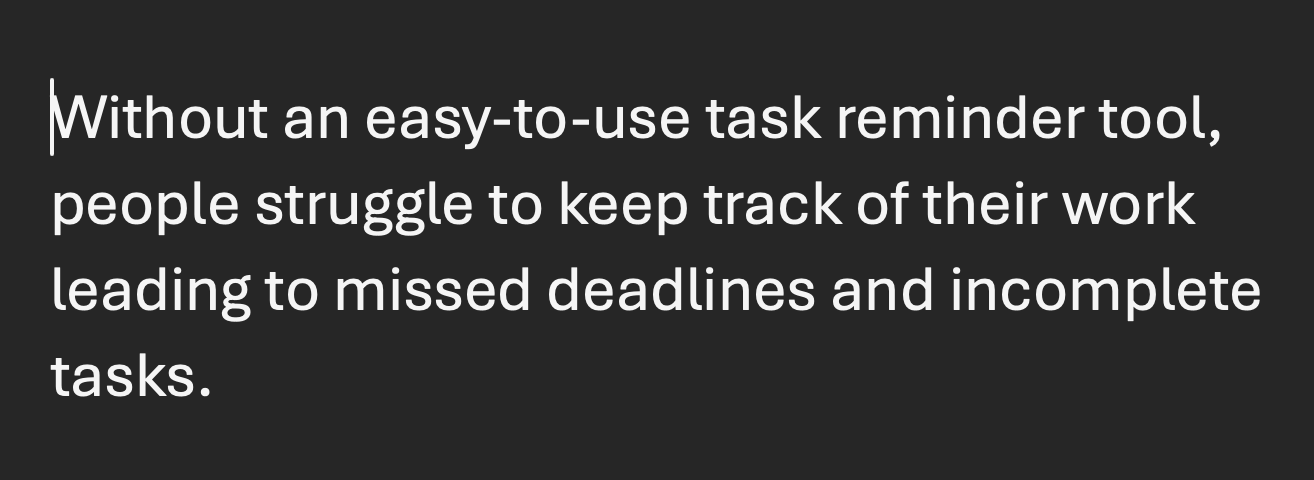 Without an easy-to-use task reminder tool,
people struggle to keep track of their work
leading to missed deadlines and incomplete
tasks.